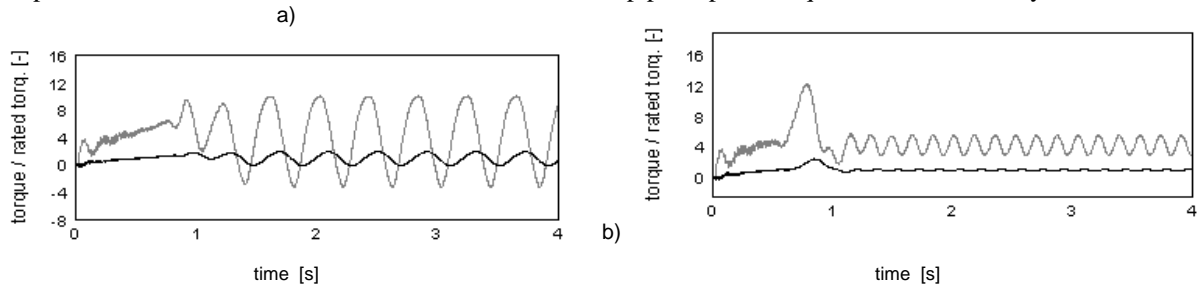 a)
torque / rated torq. [-]
16
12
8
4
0
-4
-8
0 1 2 3 4
time [s]
b)
torque / rated torq. [-]
16
12
8
4
0
0 1 2 3 4
time [s]